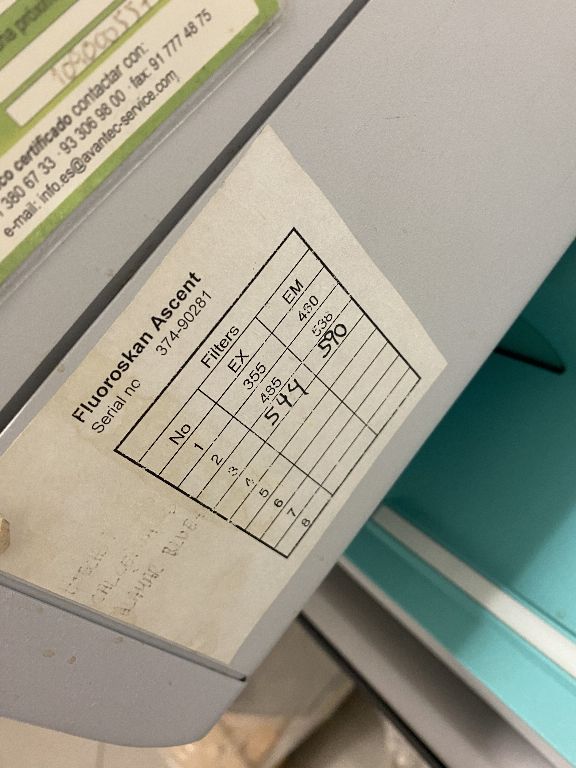 109000557
co certificado contactar con:
380 67 33 · 93 306 98 00 · fax: 91 777 48 75
e-mail: info.es@avantec-service.com
Fluoroskan Ascent
Serial no 374-90281
Filters
No EX EM
1 355 460
2 485 538
3 544 590
4
5
6
7
8